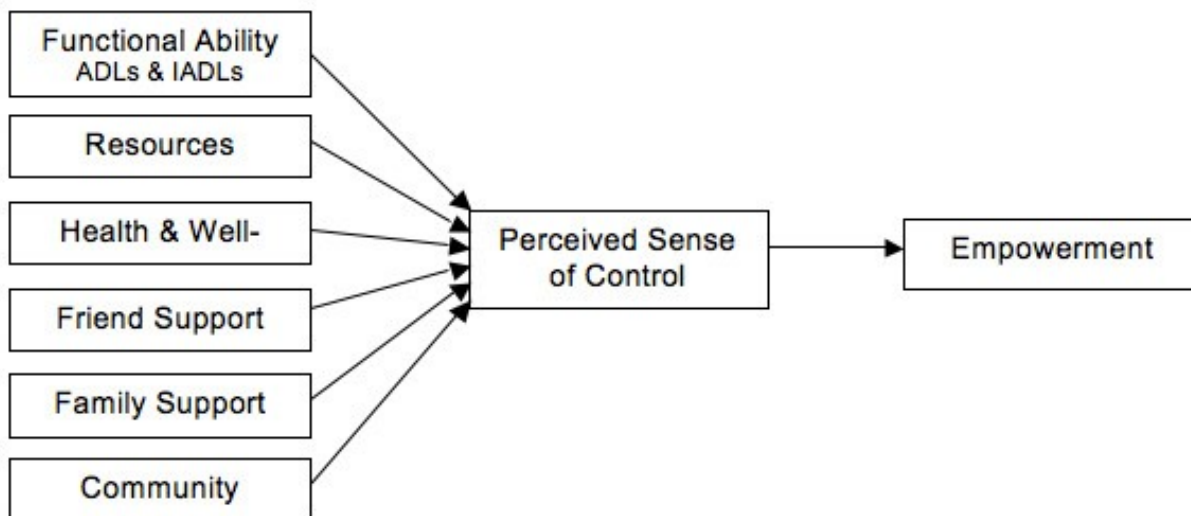 Functional Ability
ADLs & IADLs
Resources
Health & Well-
Friend Support
Family Support
Community
Perceived Sense
of Control
Empowerment